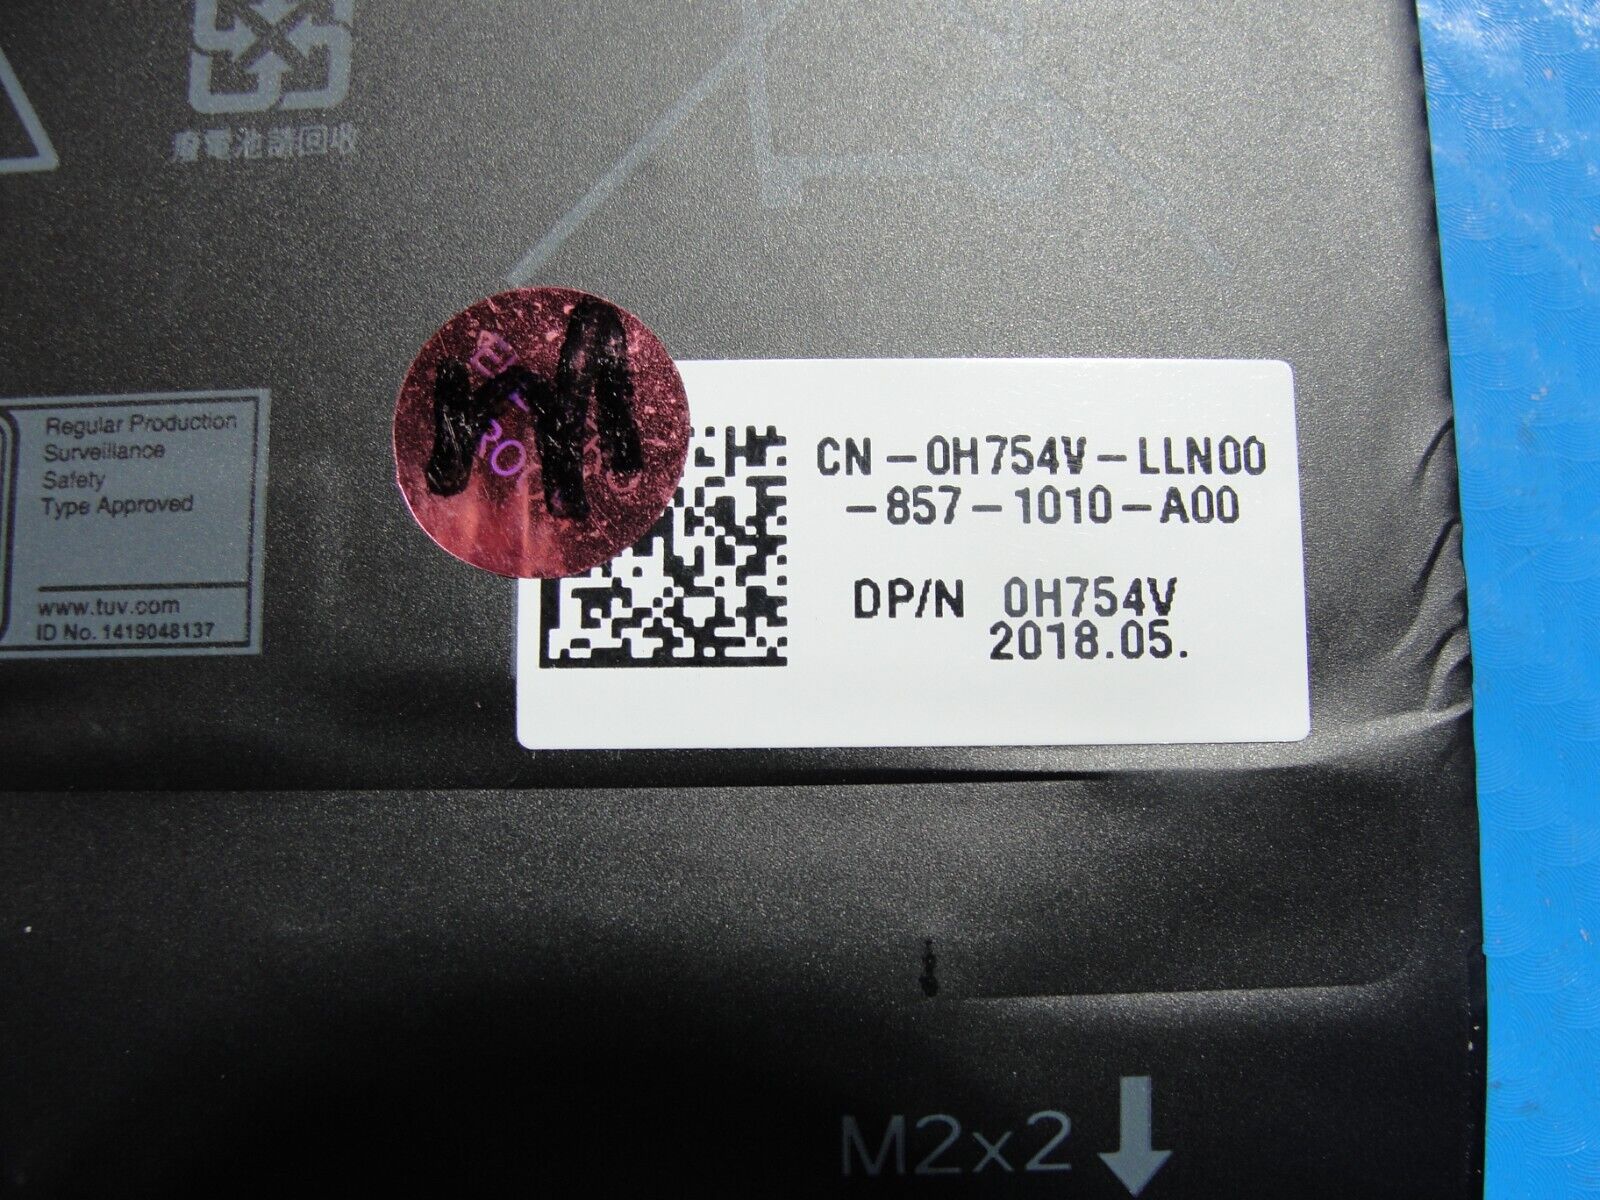 廢電池請回收
Regular Production
Surveillance
Safety
Type Approved
www.tuv.com
ID No. 1419048137
CN-0H754V-LLN00
-857-1010-A00
DP/N 0H754V
2018.05.
M2x2